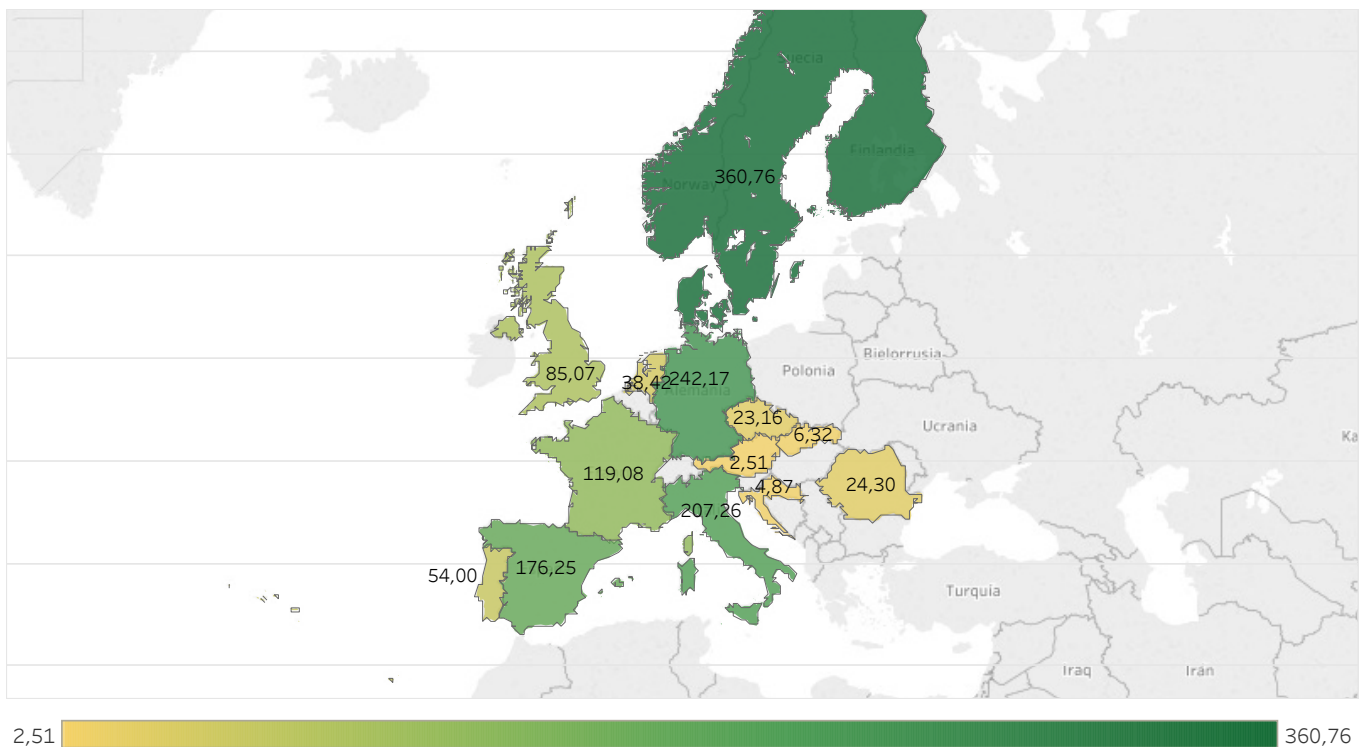 Suecia
Finlandia
Norway
360,76
85,07
38,42
242,17
Alemania
Polonia
Bielorrusia
23,16
6,32
Ucrania
Ka
2,51
119,08
4,87
24,30
207,26
54,00
176,25
Turquía
Iraq
Irán
2,51
360,76